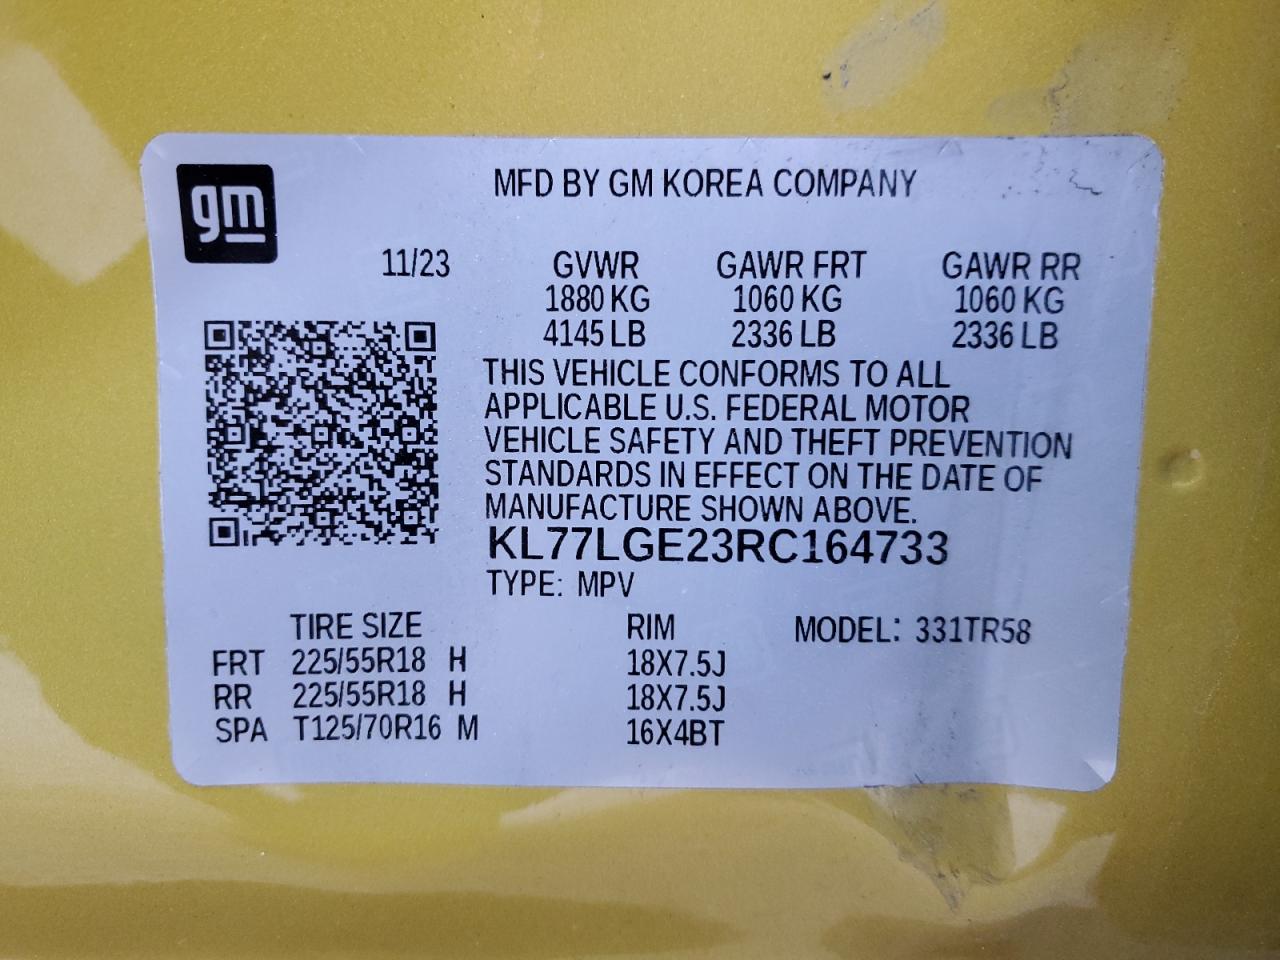 gm
MFD BY GM KOREA COMPANY
11/23 GVWR GAWR FRT GAWR RR
1880 KG 1060 KG 1060 KG
4145 LB 2336 LB 2336 LB
THIS VEHICLE CONFORMS TO ALL
APPLICABLE U.S. FEDERAL MOTOR
VEHICLE SAFETY AND THEFT PREVENTION
STANDARDS IN EFFECT ON THE DATE OF
MANUFACTURE SHOWN ABOVE.
KL77LGE23RC164733
TYPE: MPV
TIRE SIZE RIM MODEL: 331TR58
FRT 225/55R18 H 18X7.5J
RR 225/55R18 H 18X7.5J
SPA T125/70R16 M 16X4BT